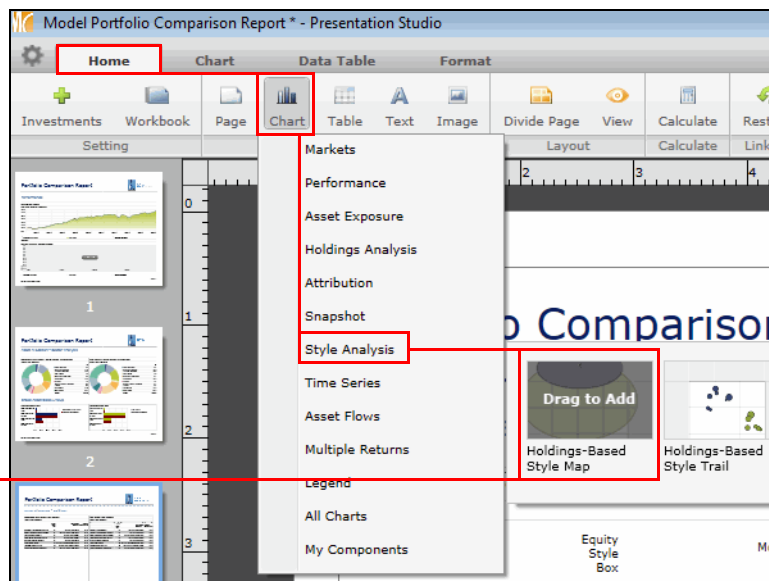 Model Portfolio Comparison Report * - Presentation Studio
Home Chart Data Table Format
Investments Workbook Page Chart Table Text Image Divide Page View Calculate Rest
Setting Layout Calculate Link
Markets
Performance
Asset Exposure
Holdings Analysis
Attribution
Snapshot
Style Analysis
Time Series
Asset Flows
Multiple Returns
Legend
All Charts
My Components
2 3 4
0
1
2
3
Portfolio Comparison Report
1
Portfolio Comparison Report
2
Portfolio Comparison Report
o Compariso
Drag to Add
Holdings-Based
Style Map
Holdings-Based
Style Trail
Equity
Style
Box
M